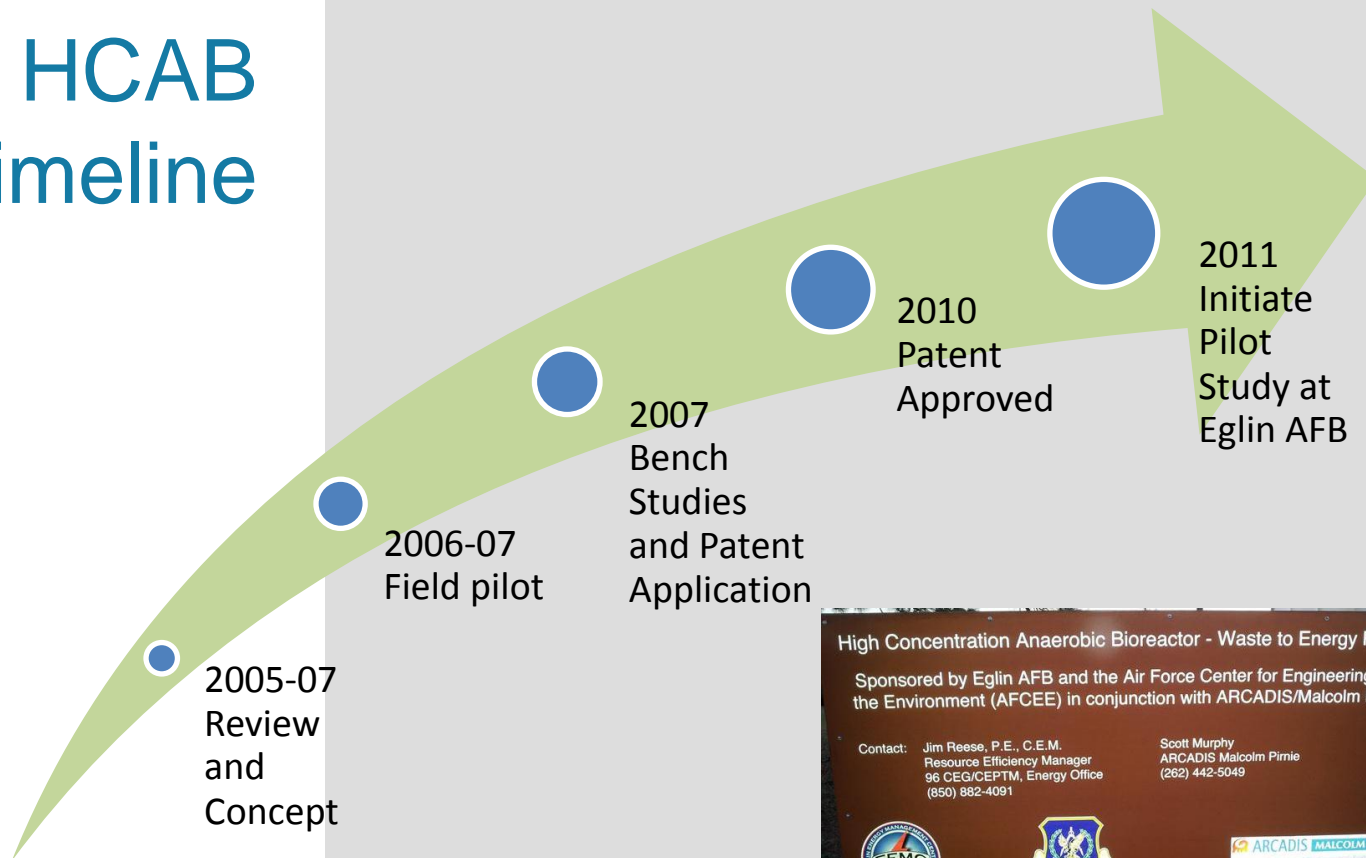 HCAB
imeline
2005-07
Review
and
Concept
2006-07
Field pilot
2007
Bench
Studies
and Patent
Application
2010
Patent
Approved
2011
Initiate
Pilot
Study at
Eglin AFB
High Concentration Anaerobic Bioreactor - Waste to Energy
Sponsored by Eglin AFB and the Air Force Center for Engineering
the Environment (AFCEE) in conjunction with ARCADIS/Malcolm
Contact: Jim Reese, P.E., C.E.M.
Resource Efficiency Manager
96 CEG/CEPTM, Energy Office
(850) 882-4091
Scott Murphy
ARCADIS Malcolm Pirnie
(262) 442-5049
ARCADIS MALCOLM